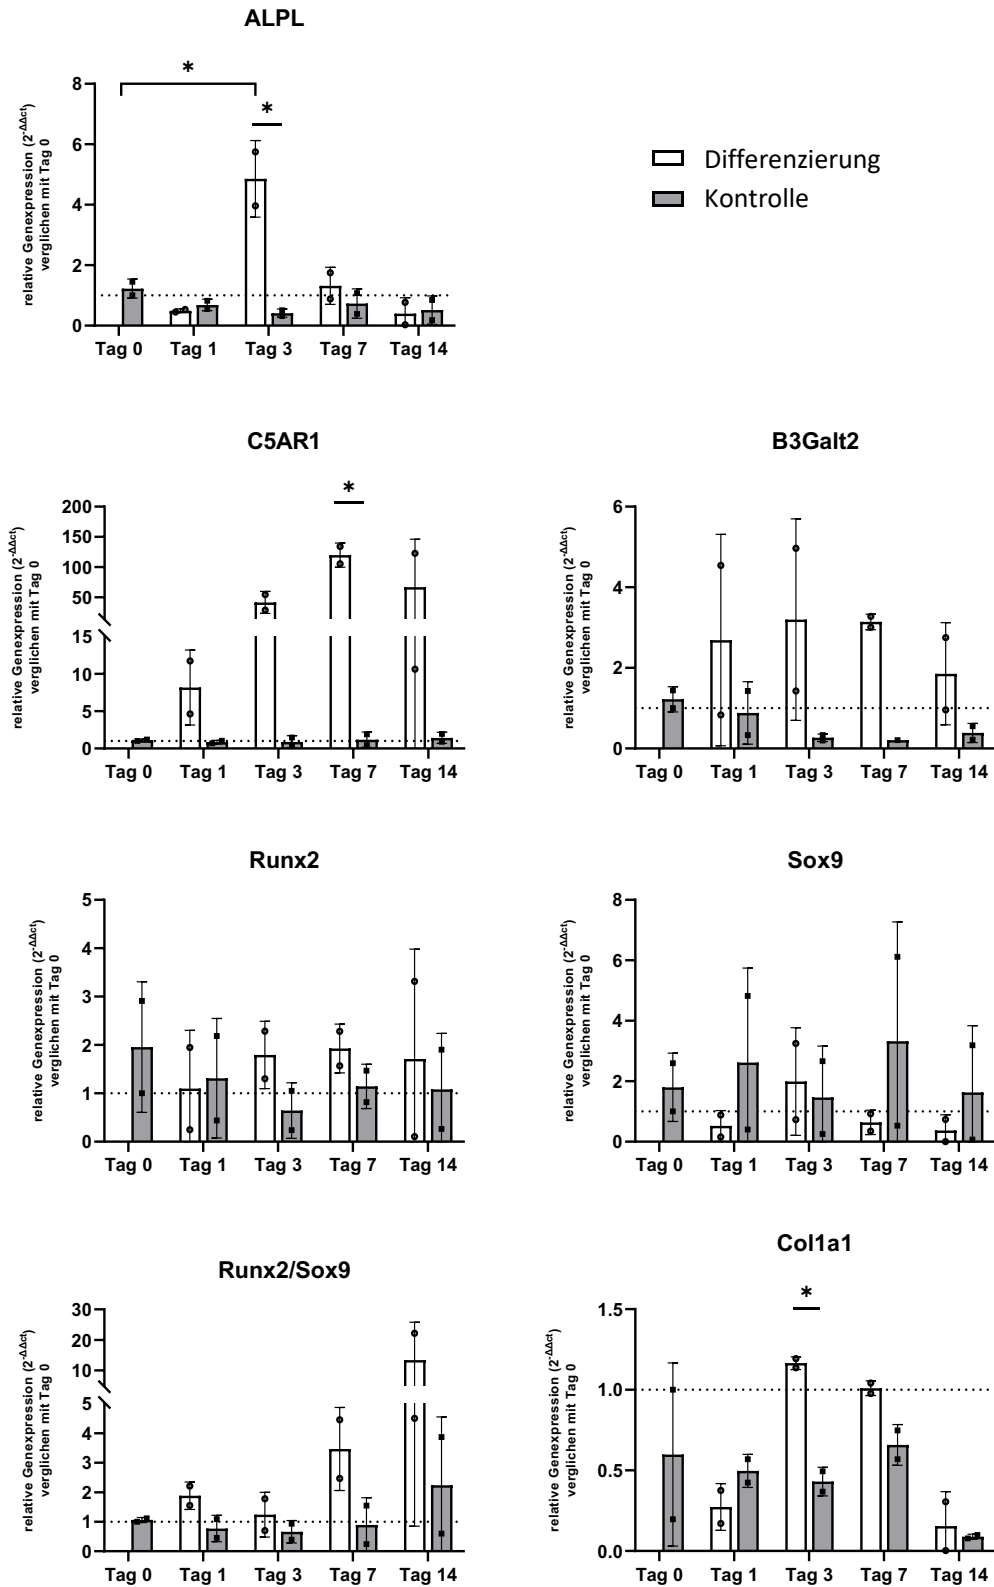 ALPL
*
*
relative Genexpression (2^-ΔΔct)
verglichen mit Tag 0
8
6
4
2
0
Tag 0 Tag 1 Tag 3 Tag 7 Tag 14
Differenzierung
Kontrolle
C5AR1
*
relative Genexpression (2^-ΔΔct)
verglichen mit Tag 0
200
150
100
50
15
10
5
0
Tag 0 Tag 1 Tag 3 Tag 7 Tag 14
B3Galt2
relative Genexpression (2^-ΔΔct)
verglichen mit Tag 0
6
4
2
0
Tag 0 Tag 1 Tag 3 Tag 7 Tag 14
Runx2
relative Genexpression (2^-ΔΔct)
verglichen mit Tag 0
5
4
3
2
1
0
Tag 0 Tag 1 Tag 3 Tag 7 Tag 14
Sox9
relative Genexpression (2^-ΔΔct)
verglichen mit Tag 0
8
6
4
2
0
Tag 0 Tag 1 Tag 3 Tag 7 Tag 14
Runx2/Sox9
relative Genexpression (2^-ΔΔct)
verglichen mit Tag 0
30
20
10
5
4
3
2
1
0
Tag 0 Tag 1 Tag 3 Tag 7 Tag 14
Col1a1
*
relative Genexpression (2^-ΔΔct)
verglichen mit Tag 0
1.5
1.0
0.5
0.0
Tag 0 Tag 1 Tag 3 Tag 7 Tag 14